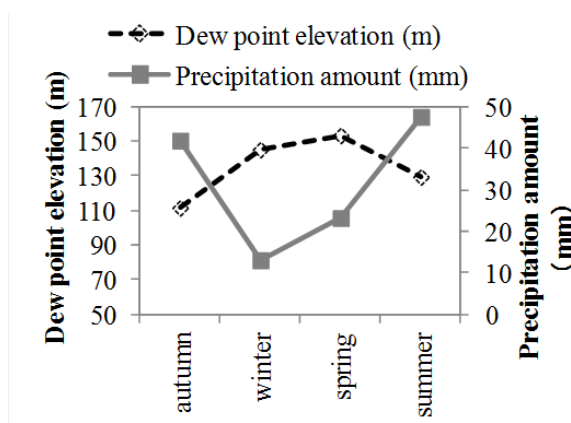 Dew point elevation (m)
Precipitation amount (mm)
Dew point elevation (m)
170
150
130
110
90
70
50
50
40
30
20
10
0
Precipitation amount
(mm)
autumn
winter
spring
summer